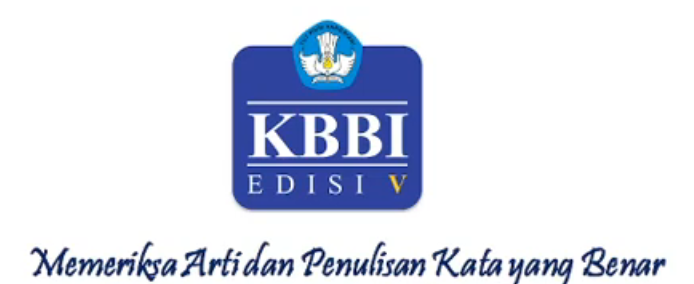 KBBI
EDISI V
Memeriksa Arti dan Penulisan Kata yang Benar